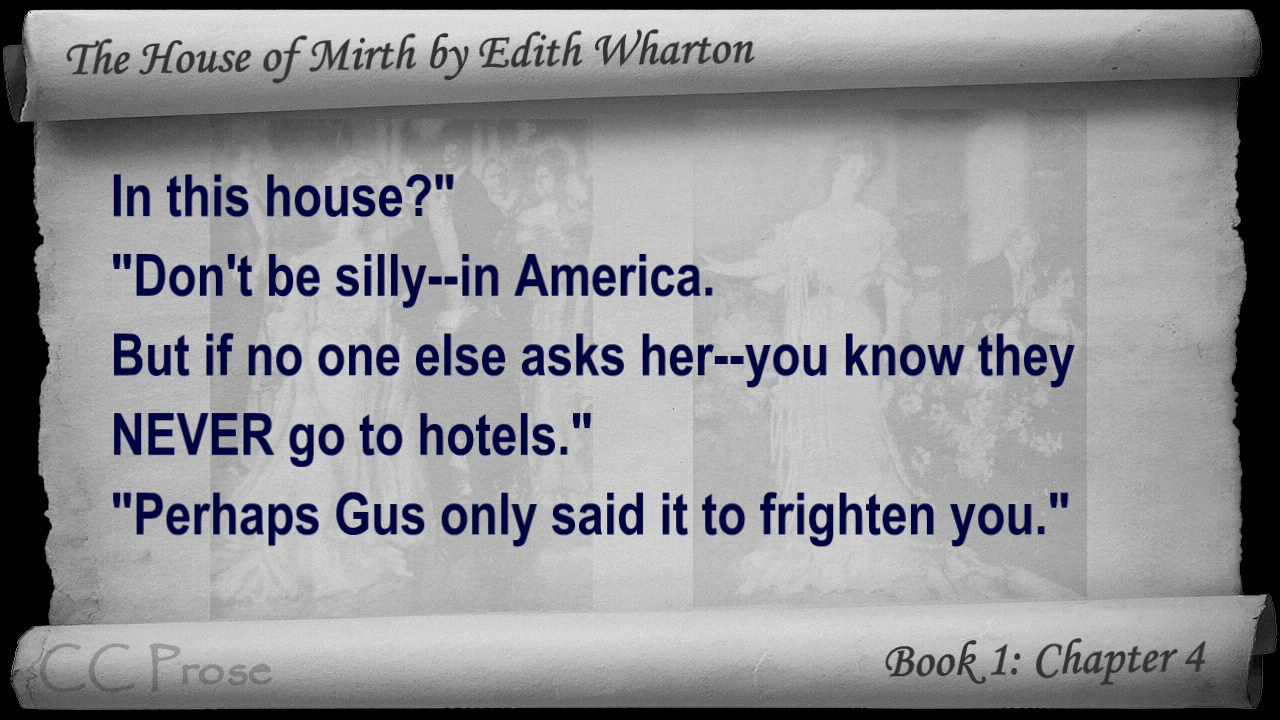 The House of Mirth by Edith Wharton
In this house?"
"Don't be silly--in America.
But if no one else asks her--you know they
NEVER go to hotels."
"Perhaps Gus only said it to frighten you."
CC Prose
Book 1: Chapter 4